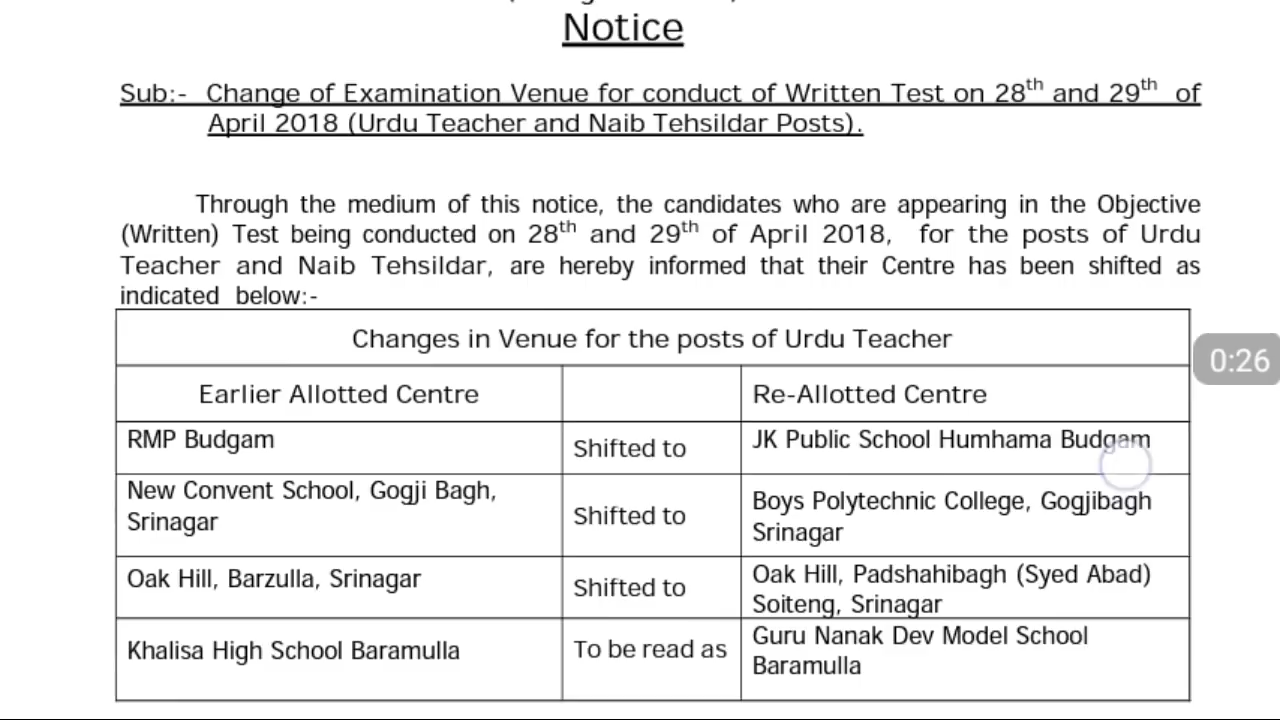 Notice
Sub:- Change of Examination Venue for conduct of Written Test on 28th and 29th of
April 2018 (Urdu Teacher and Naib Tehsildar Posts).
Through the medium of this notice, the candidates who are appearing in the Objective
(Written) Test being conducted on 28th and 29th of April 2018, for the posts of Urdu
Teacher and Naib Tehsildar, are hereby informed that their Centre has been shifted as
indicated below:-
Changes in Venue for the posts of Urdu Teacher
Earlier Allotted Centre Re-Allotted Centre
RMP Budgam Shifted to JK Public School Humhama Budgam
New Convent School, Gogji Bagh,
Srinagar
Shifted to
Boys Polytechnic College, Gogjibagh
Srinagar
Oak Hill, Barzulla, Srinagar
Shifted to
Oak Hill, Padshahibagh (Syed Abad)
Soiteng, Srinagar
Khalisa High School Baramulla
To be read as
Guru Nanak Dev Model School
Baramulla
0:26